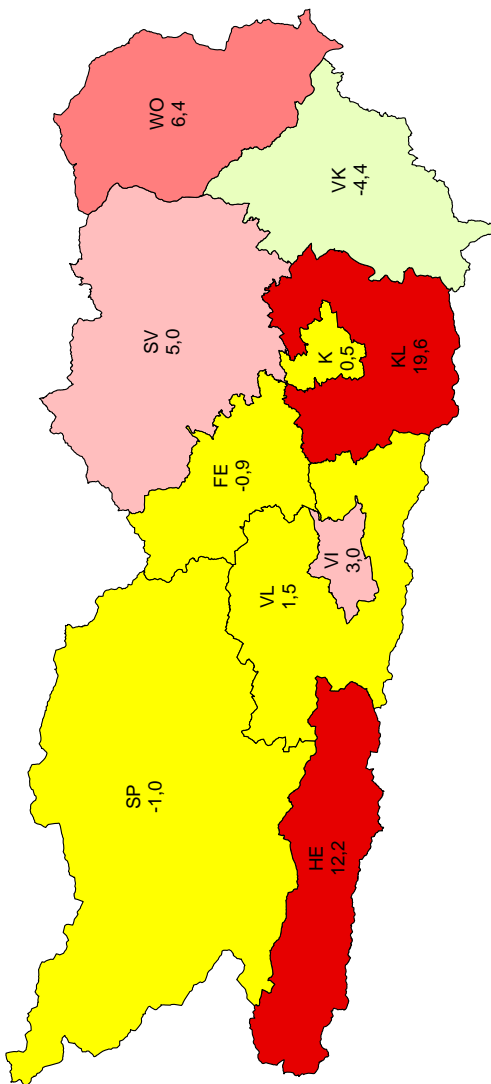 WO
6,4
VK
-4,4
SV
5,0
K
0,5
KL
19,6
FE
-0,9
VI
3,0
VL
1,5
SP
-1,0
HE
12,2